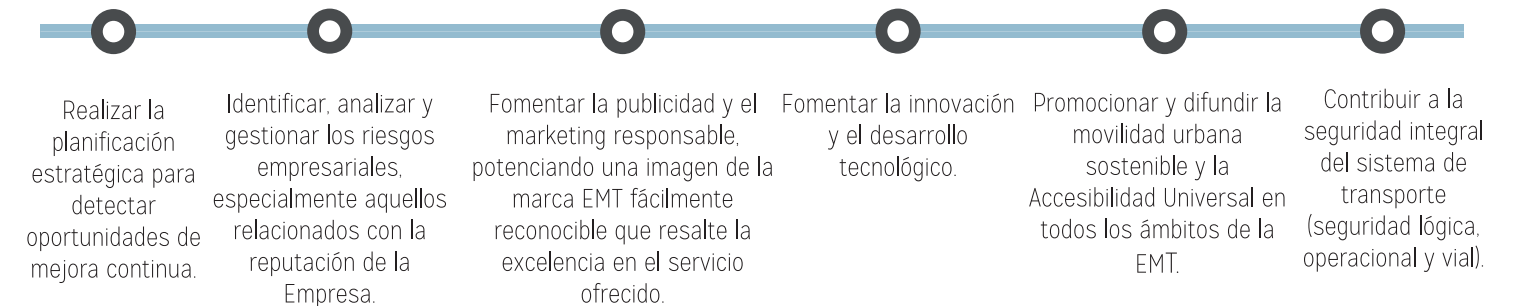 Realizar la
planificación
estratégica para
detectar
oportunidades de
mejora continua.
Identificar, analizar y
gestionar los riesgos
empresariales,
especialmente aquellos
relacionados con la
reputación de la
Empresa.
Fomentar la publicidad y el
marketing responsable,
potenciando una imagen de la
marca EMT fácilmente
reconocible que resalte la
excelencia en el servicio
ofrecido.
Fomentar la innovación
y el desarrollo
tecnológico.
Promocionar y difundir la
movilidad urbana
sostenible y la
Accesibilidad Universal en
todos los ámbitos de la
EMT.
Contribuir a la
seguridad integral
del sistema de
transporte
(seguridad lógica,
operacional y vial).